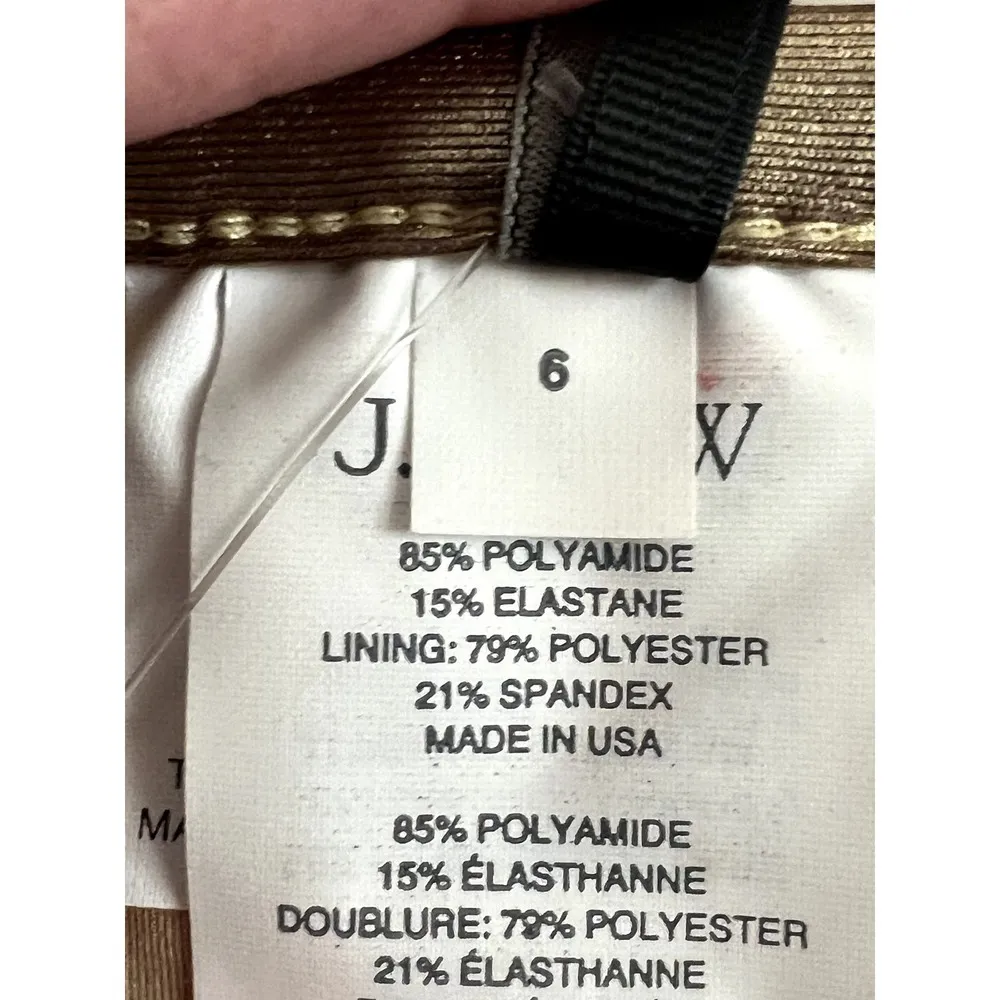 6
J. W
85% POLYAMIDE
15% ELASTANE
LINING: 79% POLYESTER
21% SPANDEX
MADE IN USA
85% POLYAMIDE
15% ÉLASTHANNE
DOUBLURE: 79% POLYESTER
21% ÉLASTHANNE
T
MA